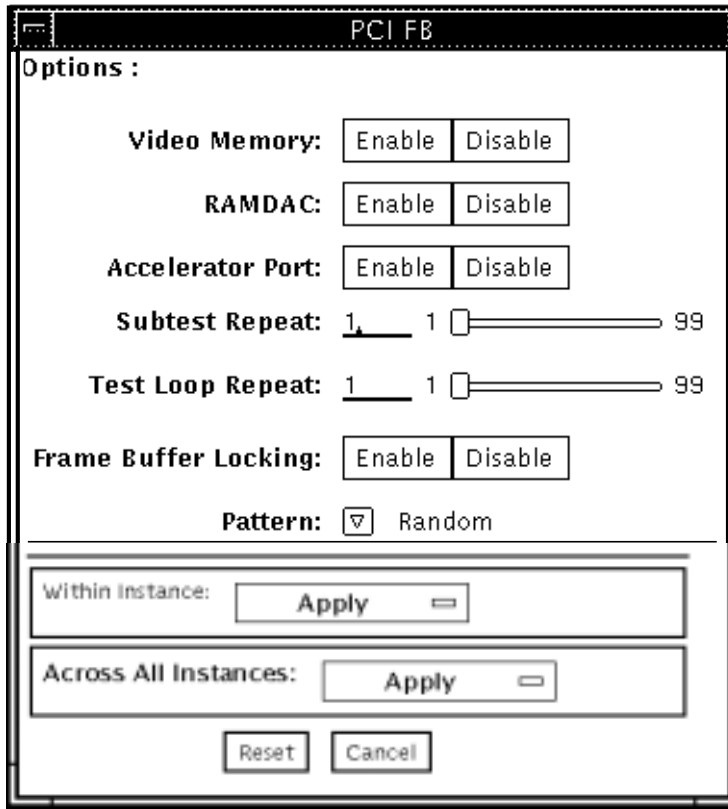 PCI FB
Options :
Video Memory: Enable Disable
RAMDAC: Enable Disable
Accelerator Port: Enable Disable
Subtest Repeat: 1 1 99
Test Loop Repeat: 1 1 99
Frame Buffer Locking: Enable Disable
Pattern: Random
Within Instance: Apply
Across All Instances: Apply
Reset Cancel